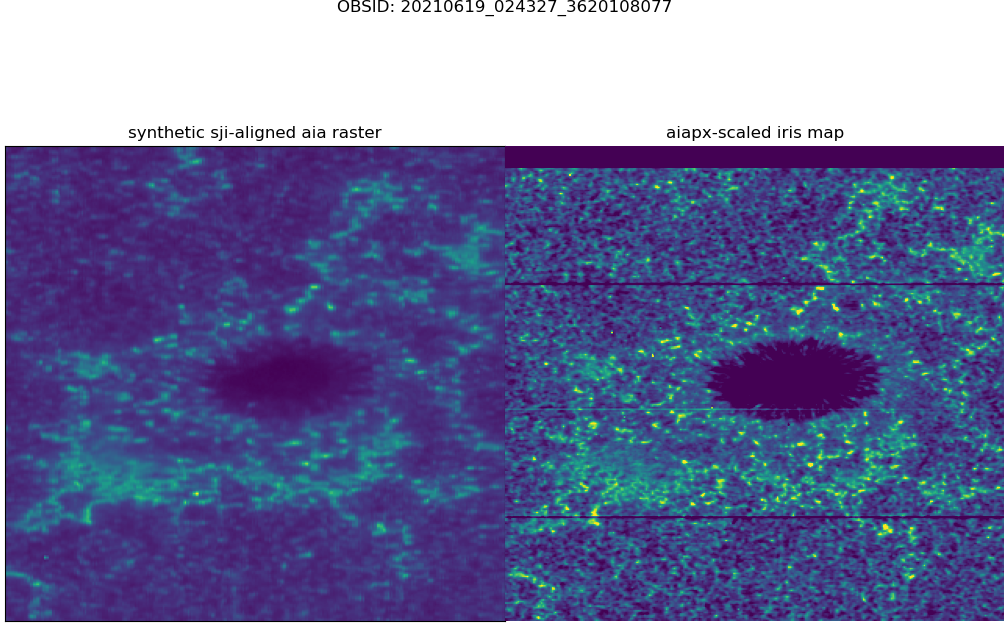 OBSID: 20210619_024327_3620108077
synthetic sji-aligned aia raster
aiapx-scaled iris map